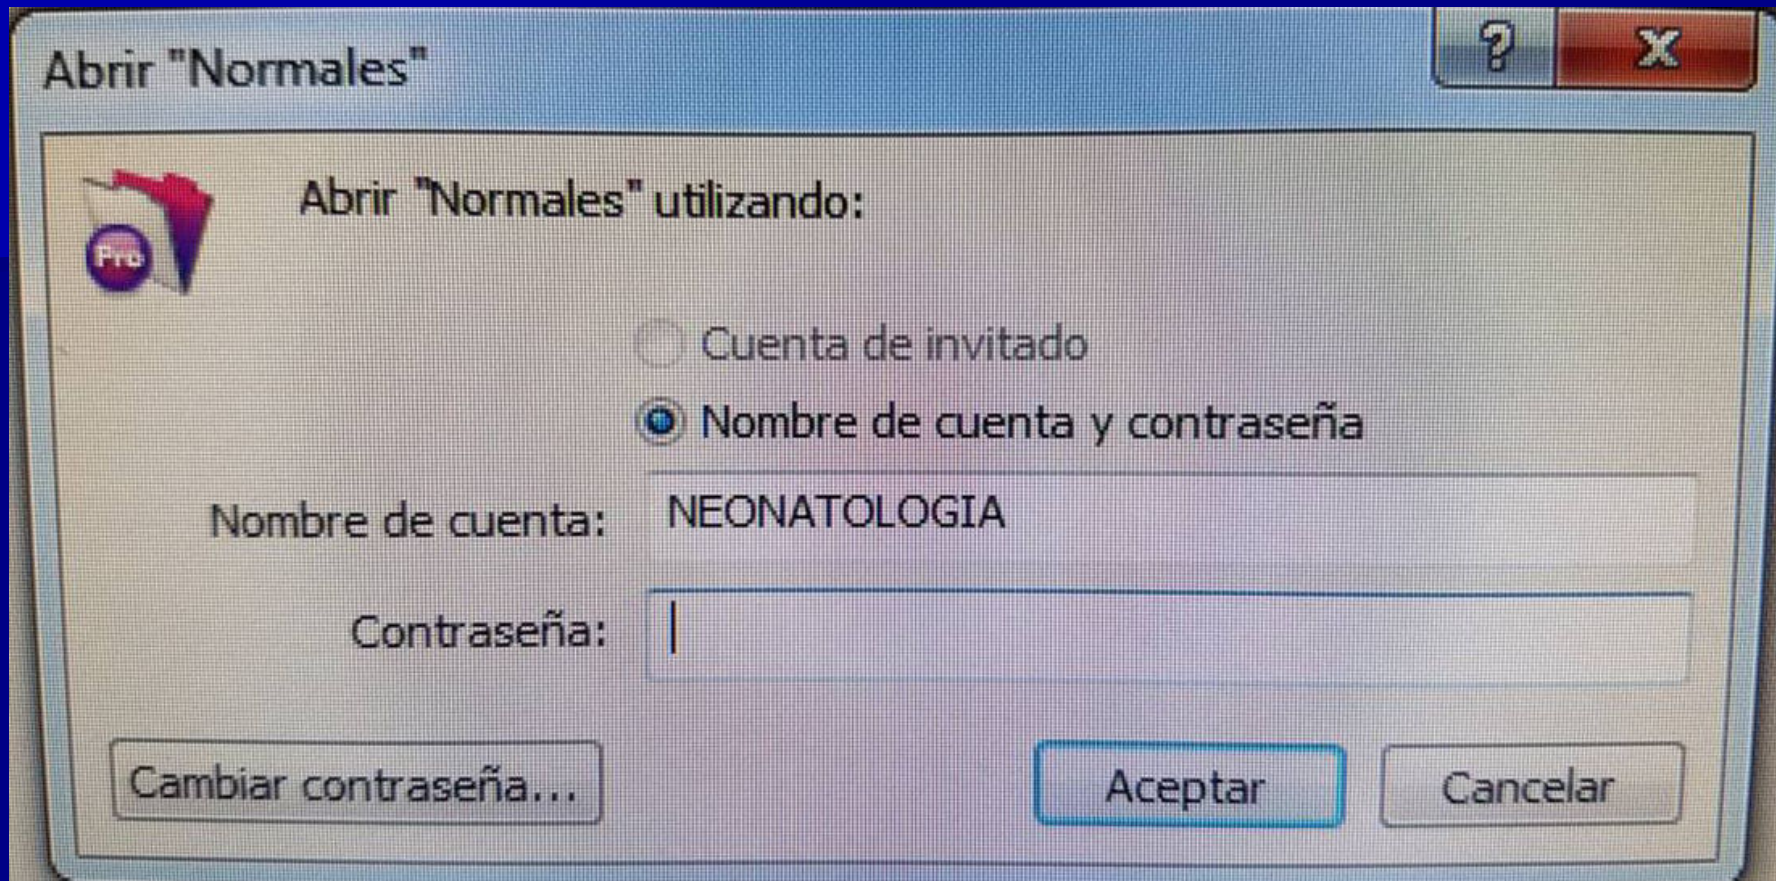 Abrir "Normales"
Abrir "Normales" utilizando:
Pro
Cuenta de invitado
Nombre de cuenta y contraseña
Nombre de cuenta: NEONATOLOGIA
Contraseña:
Cambiar contraseña... Aceptar Cancelar